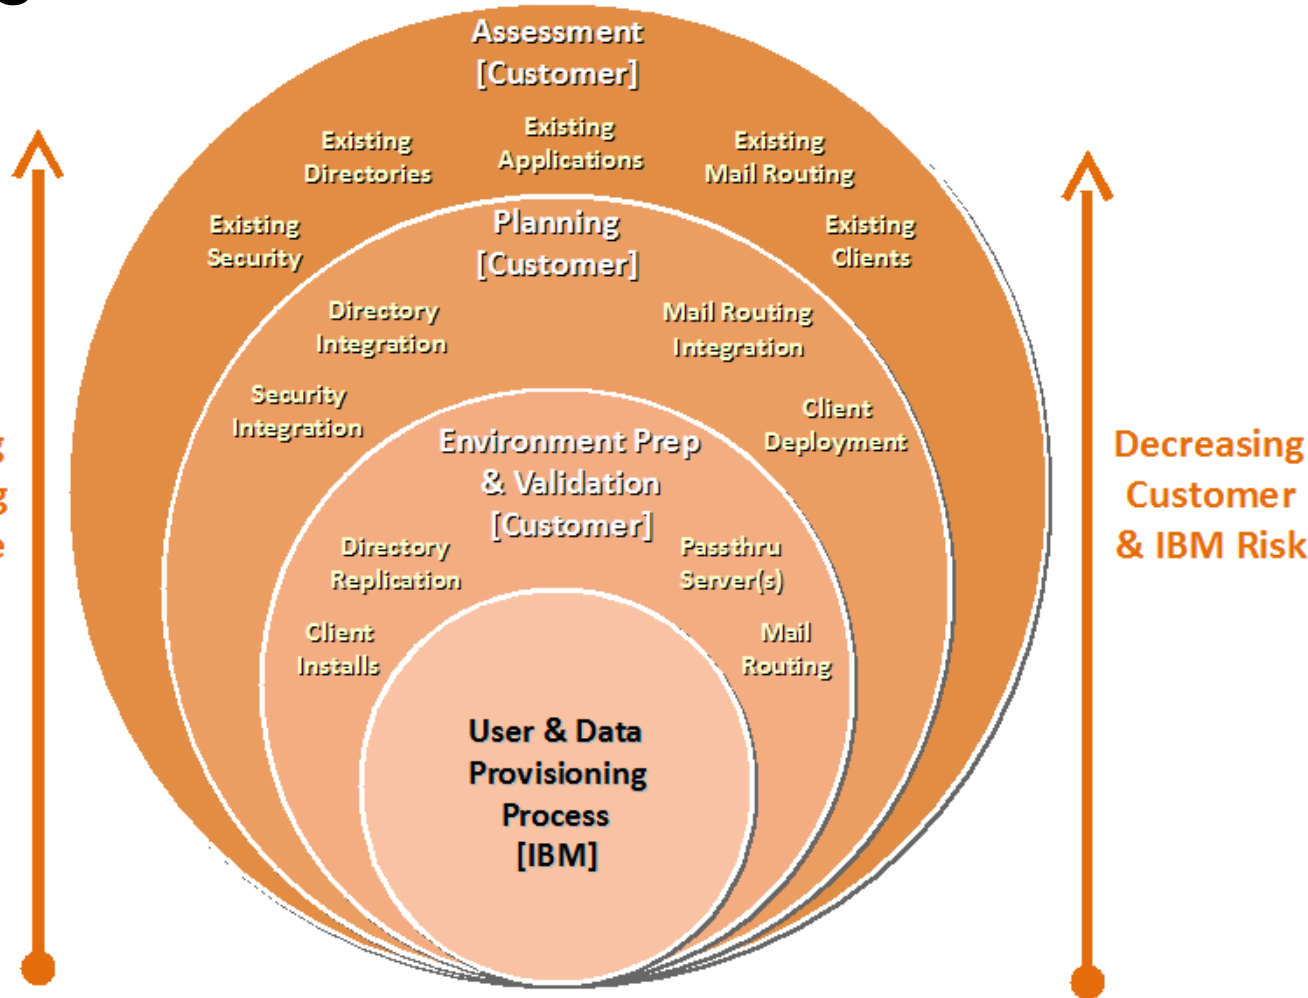 Assessment
[Customer]
Existing
Directories
Existing
Applications
Existing
Mail Routing
Existing
Security
Existing
Clients
Planning
[Customer]
Directory
Integration
Mail Routing
Integration
Security
Integration
Client
Deployment
Environment Prep
& Validation
[Customer]
Directory
Replication
Passthru
Server(s)
Client
Installs
Mail
Routing
User & Data
Provisioning
Process
[IBM]
Decreasing
Customer
& IBM Risk